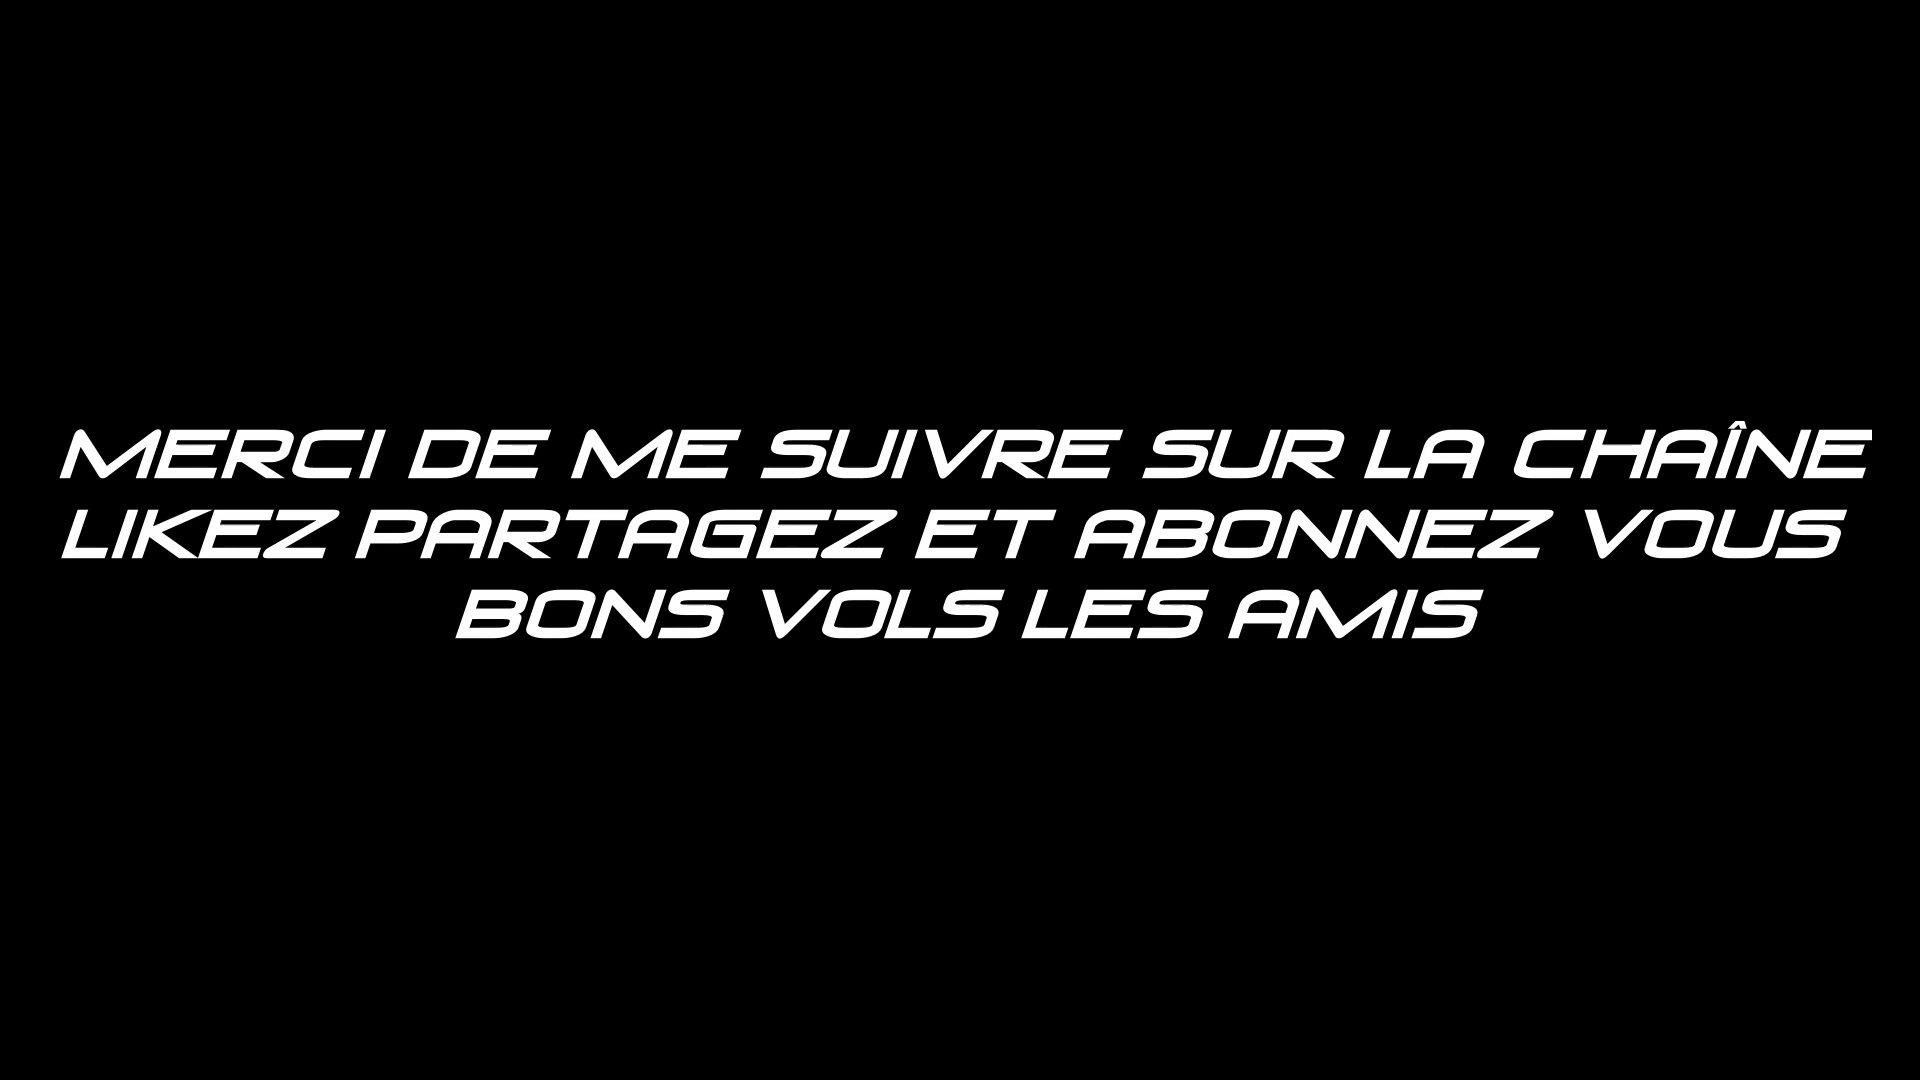 MERCI DE ME SUIVRE SUR LA CHAÎNE
LIKEZ PARTAGEZ ET ABONNEZ VOUS
BONS VOLS LES AMIS